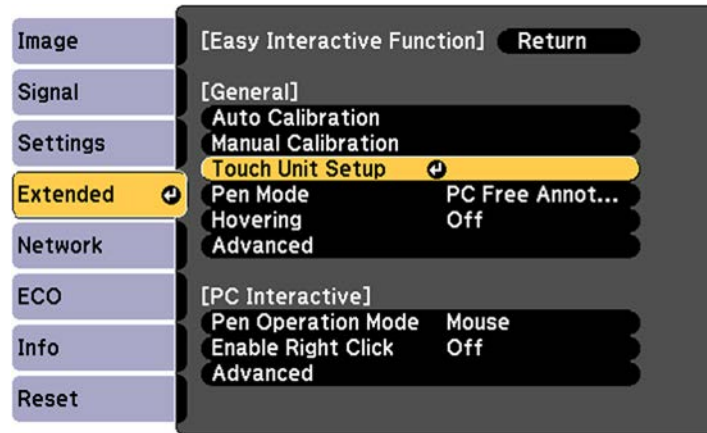 Image
Signal
Settings
Extended
Network
ECO
Info
Reset
[Easy Interactive Function] Return
[General]
Auto Calibration
Manual Calibration
Touch Unit Setup
Pen Mode PC Free Annot...
Hovering Off
Advanced
[PC Interactive]
Pen Operation Mode Mouse
Enable Right Click Off
Advanced